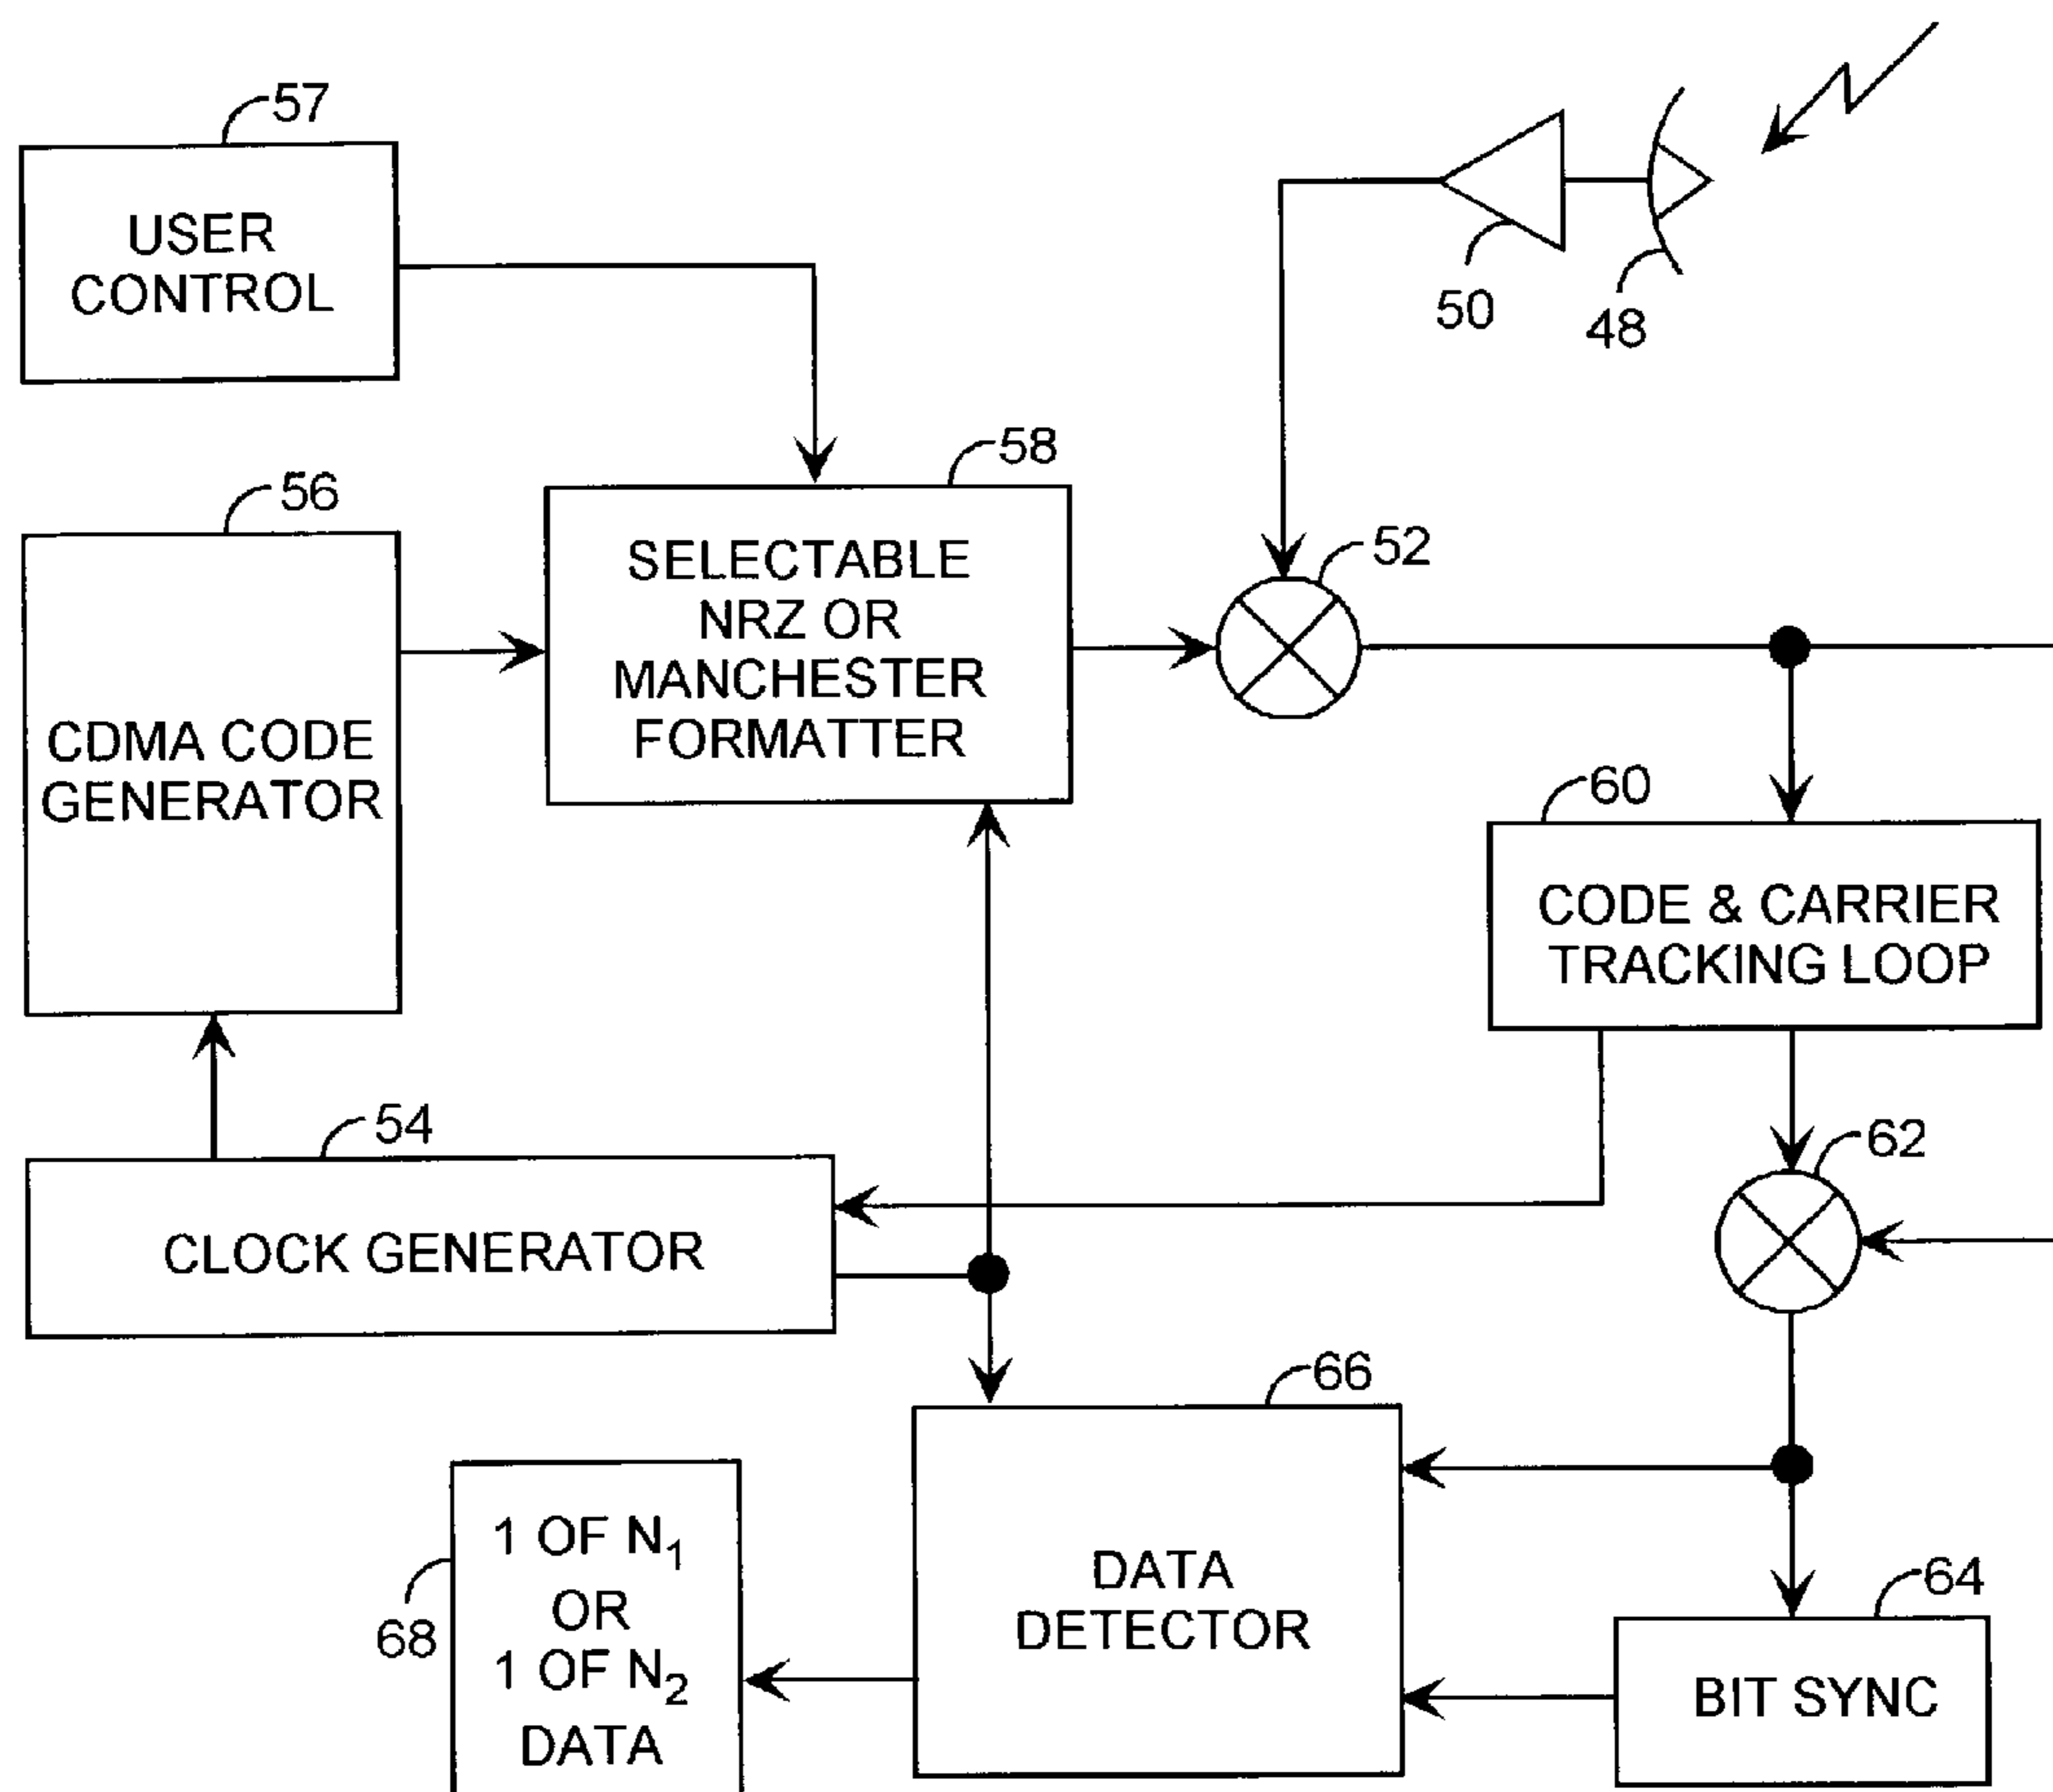 57
USER
CONTROL
50
48
56
CDMA CODE
GENERATOR
58
SELECTABLE
NRZ OR
MANCHESTER
FORMATTER
52
60
CODE & CARRIER
TRACKING LOOP
54
CLOCK GENERATOR
62
66
DATA
DETECTOR
64
BIT SYNC
68
1 OF N₁
OR
1 OF N₂
DATA